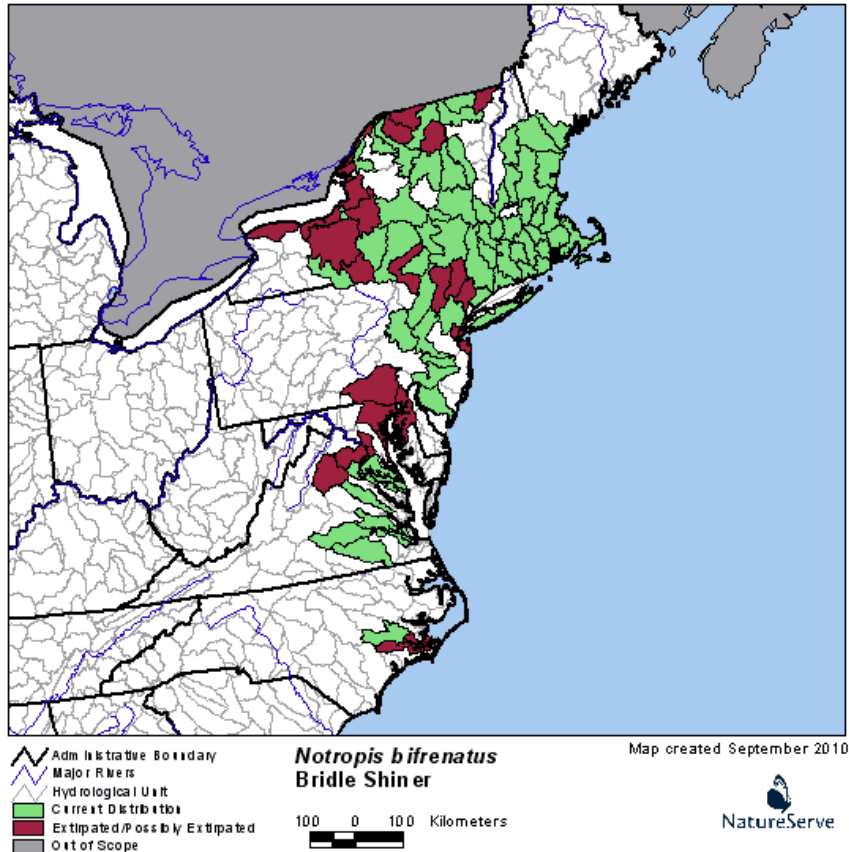 Administrative Boundary
Major Rivers
Hydrological Unit
Current Distribution
Extirpated/Possibly Extirpated
Out of Scope
Notropis bifrenatus
Bridle Shiner
100 0 100 Kilometers
Map created September 2010
NatureServe